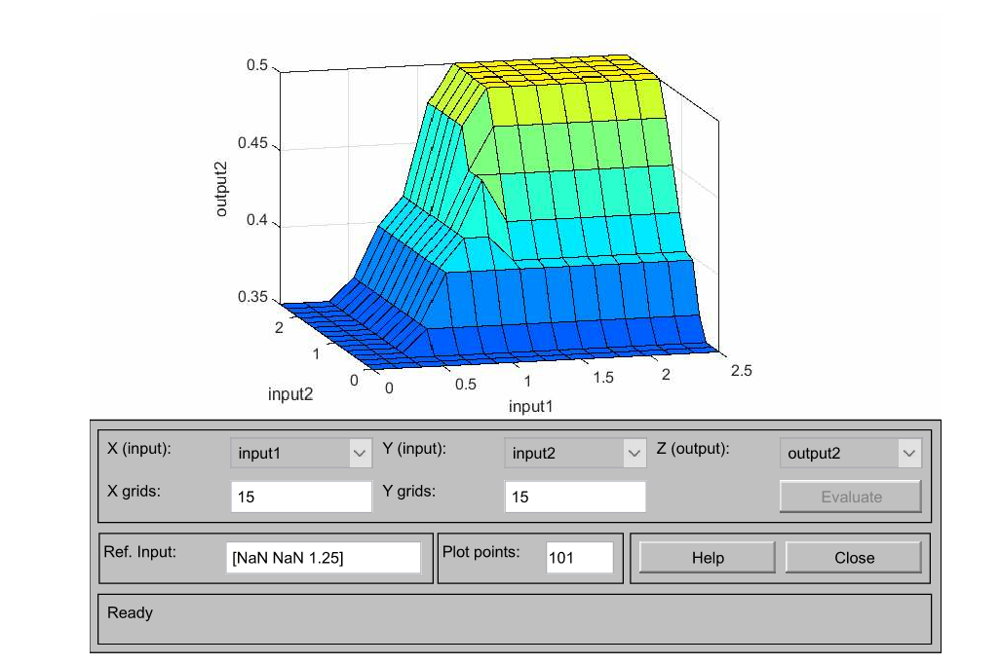 0.5
0.45
0.4
0.35
output2
2
1
0
input2
0
0.5
1
1.5
2
2.5
input1
X (input): input1 Y (input): input2 Z (output): output2
X grids: 15 Y grids: 15 Evaluate
Ref. Input: [NaN NaN 1.25] Plot points: 101 Help Close
Ready